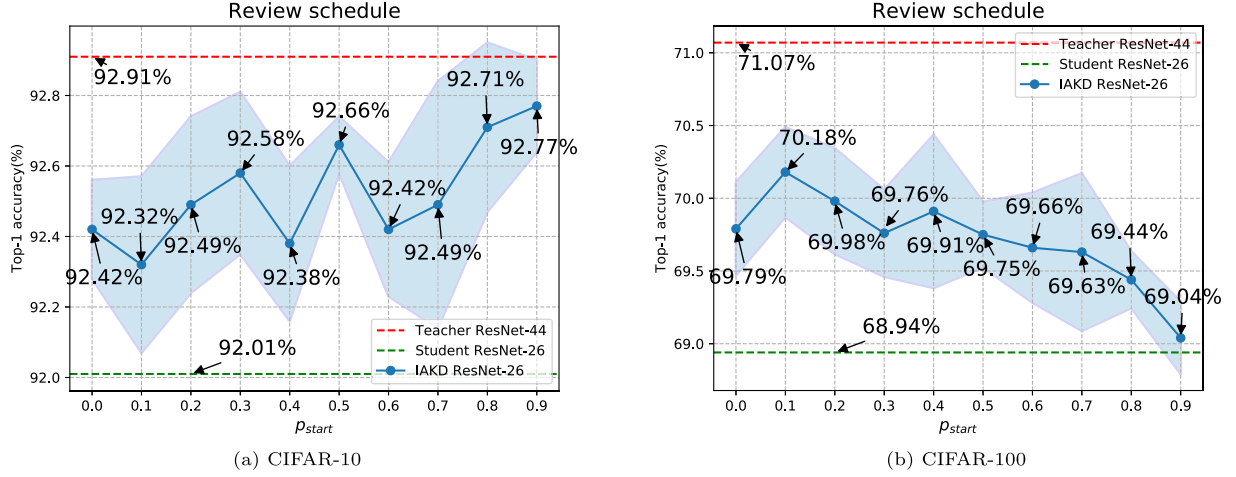 Review schedule
Top-1 accuracy(%)
92.8
92.6
92.4
92.2
92.0
92.91%
92.42%
92.32%
92.49%
92.58%
92.38%
92.66%
92.42%
92.49%
92.71%
92.77%
92.01%
Teacher ResNet-44
Student ResNet-26
IAKD ResNet-26
0.0 0.1 0.2 0.3 0.4 0.5 0.6 0.7 0.8 0.9
p_start
(a) CIFAR-10
Review schedule
Top-1 accuracy(%)
71.0
70.5
70.0
69.5
69.0
Teacher ResNet-44
Student ResNet-26
IAKD ResNet-26
71.07%
69.79%
70.18%
69.98%
69.76%
69.91%
69.75%
69.66%
69.63%
69.44%
69.04%
68.94%
0.0 0.1 0.2 0.3 0.4 0.5 0.6 0.7 0.8 0.9
p_start
(b) CIFAR-100